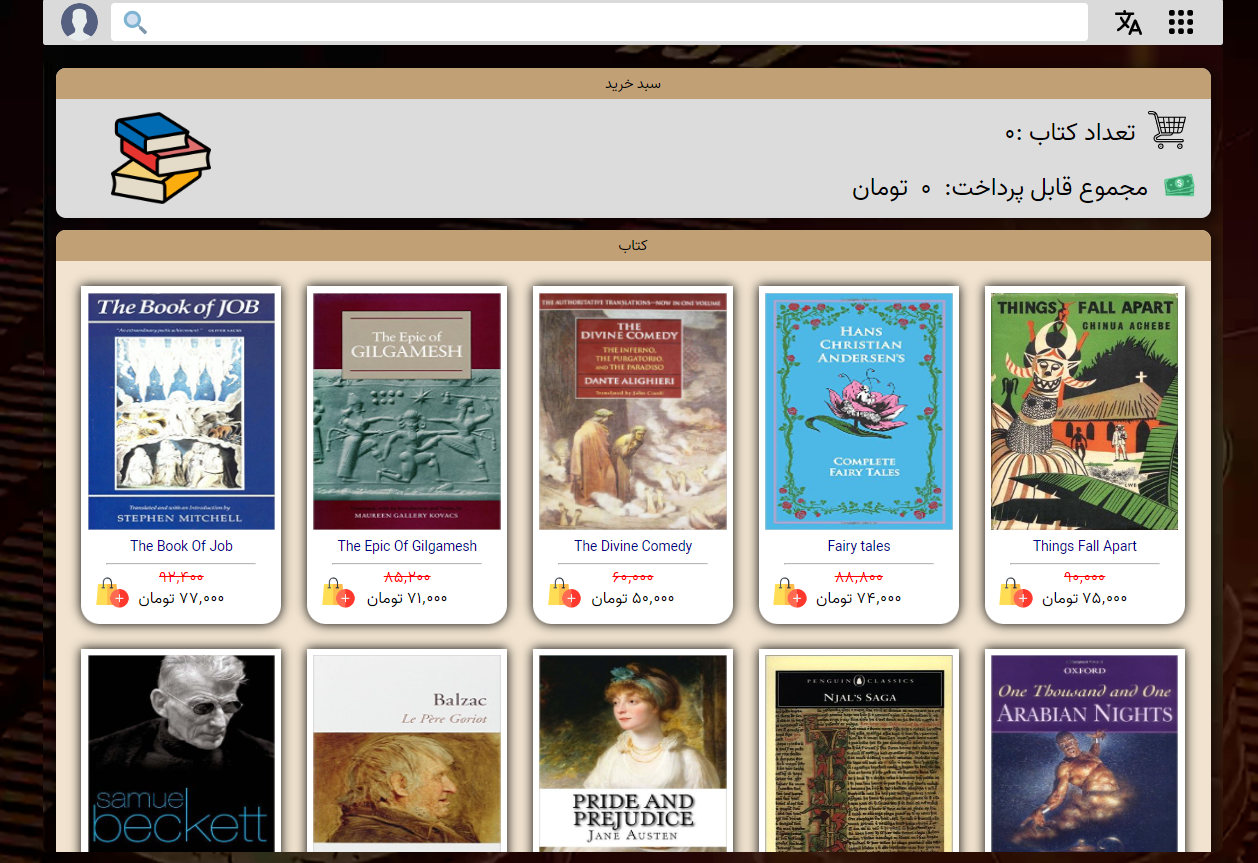 سبد خرید
تعداد کتاب :۰
مجموع قابل پرداخت: ۰ تومان
کتاب
The Book of JOB
"An extraordinary poetic achievement" OLIVER SACKS
Translated and with an Introduction by
STEPHEN MITCHELL
The Book Of Job
۹۲,۴۰۰
۷۷,۰۰۰ تومان
The Epic of
GILGAMESH
MAUREEN GALLERY KOVACS
The Epic Of Gilgamesh
۸۵,۲۰۰
۷۱,۰۰۰ تومان
THE AUTHORITATIVE TRANSLATIONS—NOW IN ONE VOLUME
THE
DIVINE COMEDY
THE INFERNO,
THE PURGATORIO,
AND THE PARADISO
DANTE ALIGHIERI
Translated by John Ciardi
The Divine Comedy
۶۰,۰۰۰
۵۰,۰۰۰ تومان
HANS
CHRISTIAN
ANDERSEN'S
COMPLETE
FAIRY TALES
Fairy tales
۸۸,۸۰۰
۷۴,۰۰۰ تومان
THINGS FALL APART
CHINUA ACHEBE
Things Fall Apart
۹۰,۰۰۰
۷۵,۰۰۰ تومان
samuel
beckett
Balzac
Le Père Goriot
PRIDE AND
PREJUDICE
JANE AUSTEN
PENGUIN CLASSICS
NJAL'S SAGA
OXFORD
One Thousand and One
ARABIAN NIGHTS